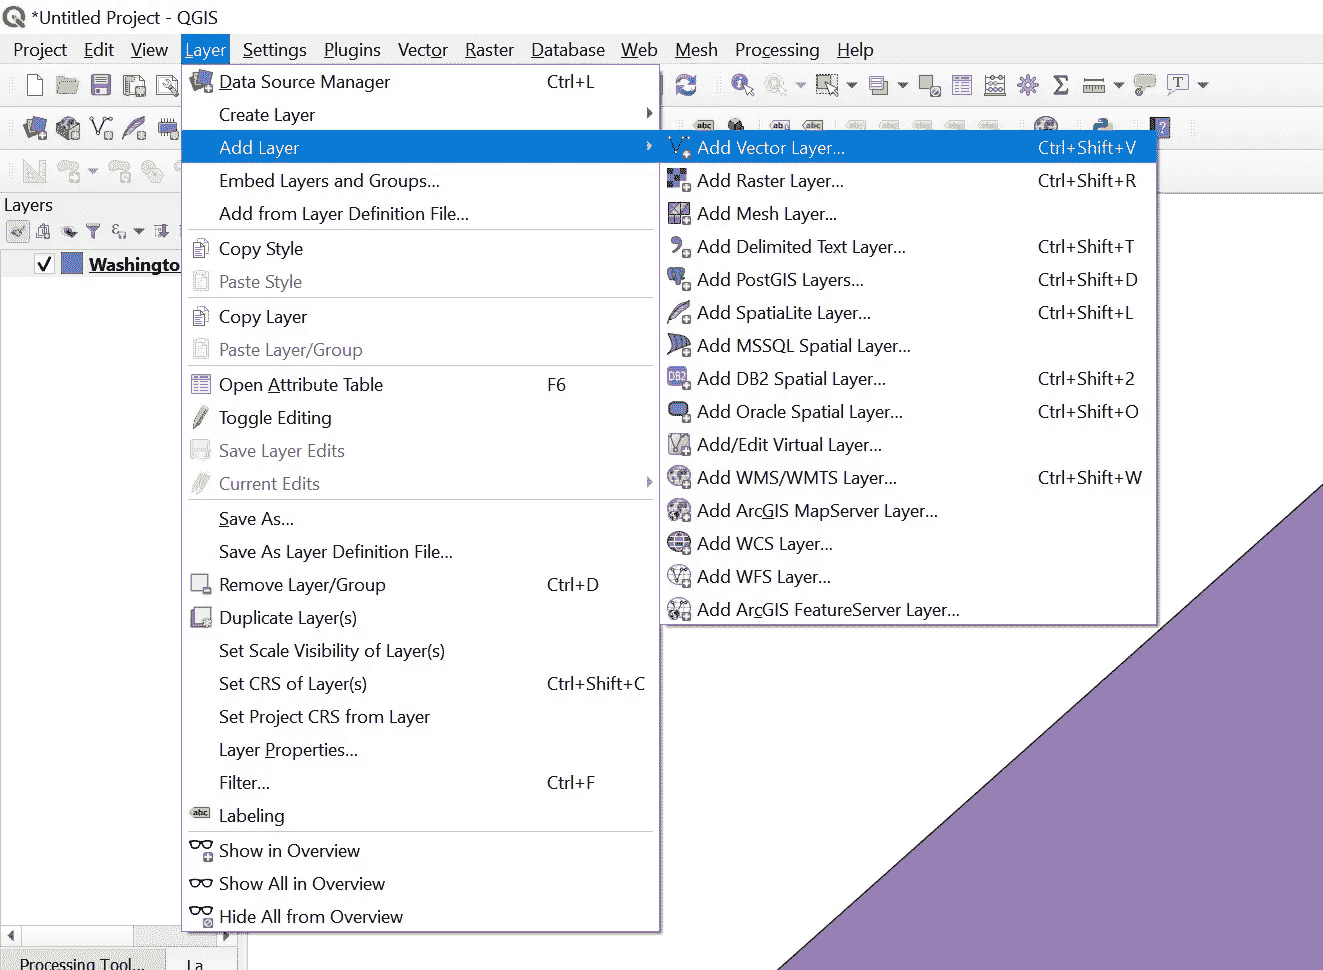 *Untitled Project - QGIS
Project Edit View Layer Settings Plugins Vector Raster Database Web Mesh Processing Help
Data Source Manager Ctrl+L
Create Layer
Add Layer
Embed Layers and Groups...
Add from Layer Definition File...
Copy Style
Paste Style
Copy Layer
Paste Layer/Group
Open Attribute Table F6
Toggle Editing
Save Layer Edits
Current Edits
Save As...
Save As Layer Definition File...
Remove Layer/Group Ctrl+D
Duplicate Layer(s)
Set Scale Visibility of Layer(s)
Set CRS of Layer(s) Ctrl+Shift+C
Set Project CRS from Layer
Layer Properties...
Filter... Ctrl+F
abc Labeling
Show in Overview
Show All in Overview
Hide All from Overview
Add Vector Layer... Ctrl+Shift+V
Add Raster Layer... Ctrl+Shift+R
Add Mesh Layer...
Add Delimited Text Layer... Ctrl+Shift+T
Add PostGIS Layers... Ctrl+Shift+D
Add SpatiaLite Layer... Ctrl+Shift+L
Add MSSQL Spatial Layer...
DB2 Add DB2 Spatial Layer... Ctrl+Shift+2
Add Oracle Spatial Layer... Ctrl+Shift+O
Add/Edit Virtual Layer...
Add WMS/WMTS Layer... Ctrl+Shift+W
Add ArcGIS MapServer Layer...
Add WCS Layer...
Add WFS Layer...
Add ArcGIS FeatureServer Layer...
Layers
Washingto
Processing Tool... La